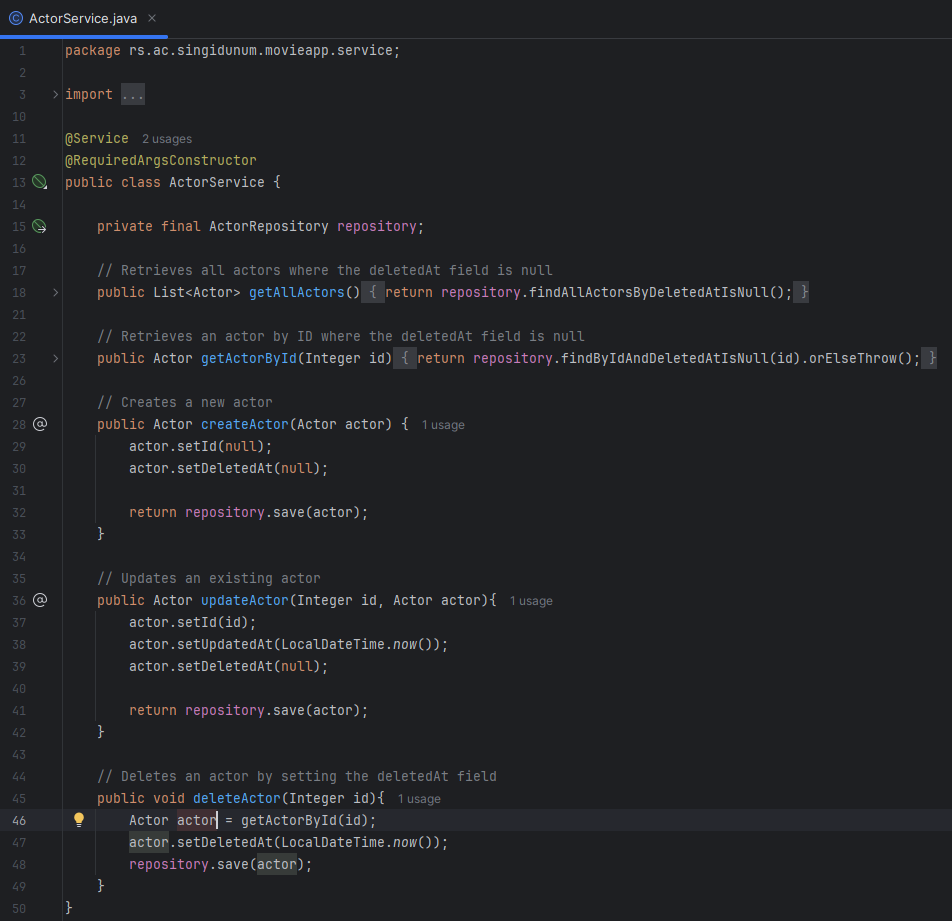 ActorService.java
1 package rs.ac.singidunum.movieapp.service;
2
3 import ...
10
11 @Service 2 usages
12 @RequiredArgsConstructor
13 public class ActorService {
14
15     private final ActorRepository repository;
16
17     // Retrieves all actors where the deletedAt field is null
18     public List<Actor> getAllActors() { return repository.findAllActorsByDeletedAtIsNull(); }
21
22     // Retrieves an actor by ID where the deletedAt field is null
23     public Actor getActorById(Integer id) { return repository.findByIdAndDeletedAtIsNull(id).orElseThrow(); }
26
27     // Creates a new actor
28     public Actor createActor(Actor actor) { 1 usage
29         actor.setId(null);
30         actor.setDeletedAt(null);
31
32         return repository.save(actor);
33     }
34
35     // Updates an existing actor
36     public Actor updateActor(Integer id, Actor actor){ 1 usage
37         actor.setId(id);
38         actor.setUpdatedAt(LocalDateTime.now());
39         actor.setDeletedAt(null);
40
41         return repository.save(actor);
42     }
43
44     // Deletes an actor by setting the deletedAt field
45     public void deleteActor(Integer id){ 1 usage
46         Actor actor = getActorById(id);
47         actor.setDeletedAt(LocalDateTime.now());
48         repository.save(actor);
49     }
50 }